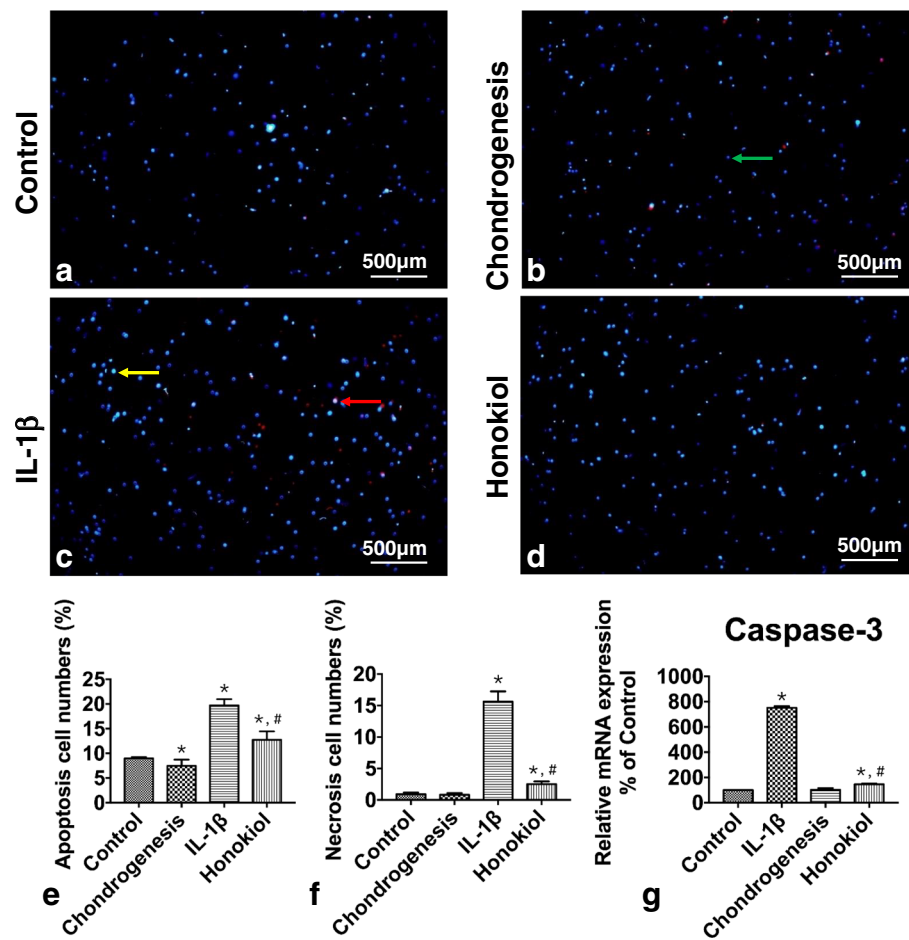 Control
a
500μm
Chondrogenesis
b
500μm
IL-1β
c
500μm
Honokiol
d
500μm
Apoptosis cell numbers (%)
25
20
15
10
5
0
*
*
*, #
Control
Chondrogenesis
IL-1β
Honokiol
e
Necrosis cell numbers (%)
20
15
10
5
0
*
*, #
Control
Chondrogenesis
IL-1β
Honokiol
f
Caspase-3
Relative mRNA expression
% of Control
1000
800
600
400
200
0
*
*, #
Control
IL-1β
Chondrogenesis
Honokiol
g